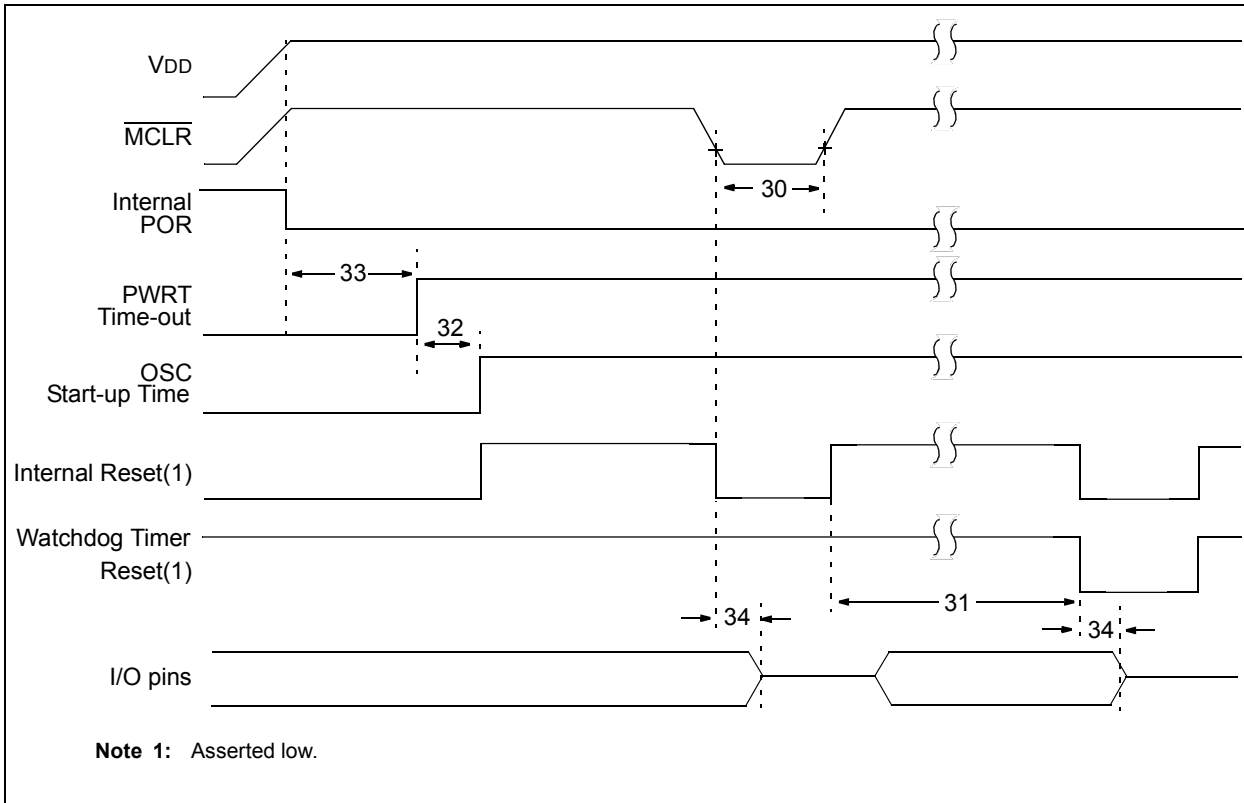 VDD
MCLR
30
Internal
POR
33
PWRT
Time-out
32
OSC
Start-up Time
Internal Reset(1)
Watchdog Timer
Reset(1)
31
34
34
I/O pins
Note 1: Asserted low.